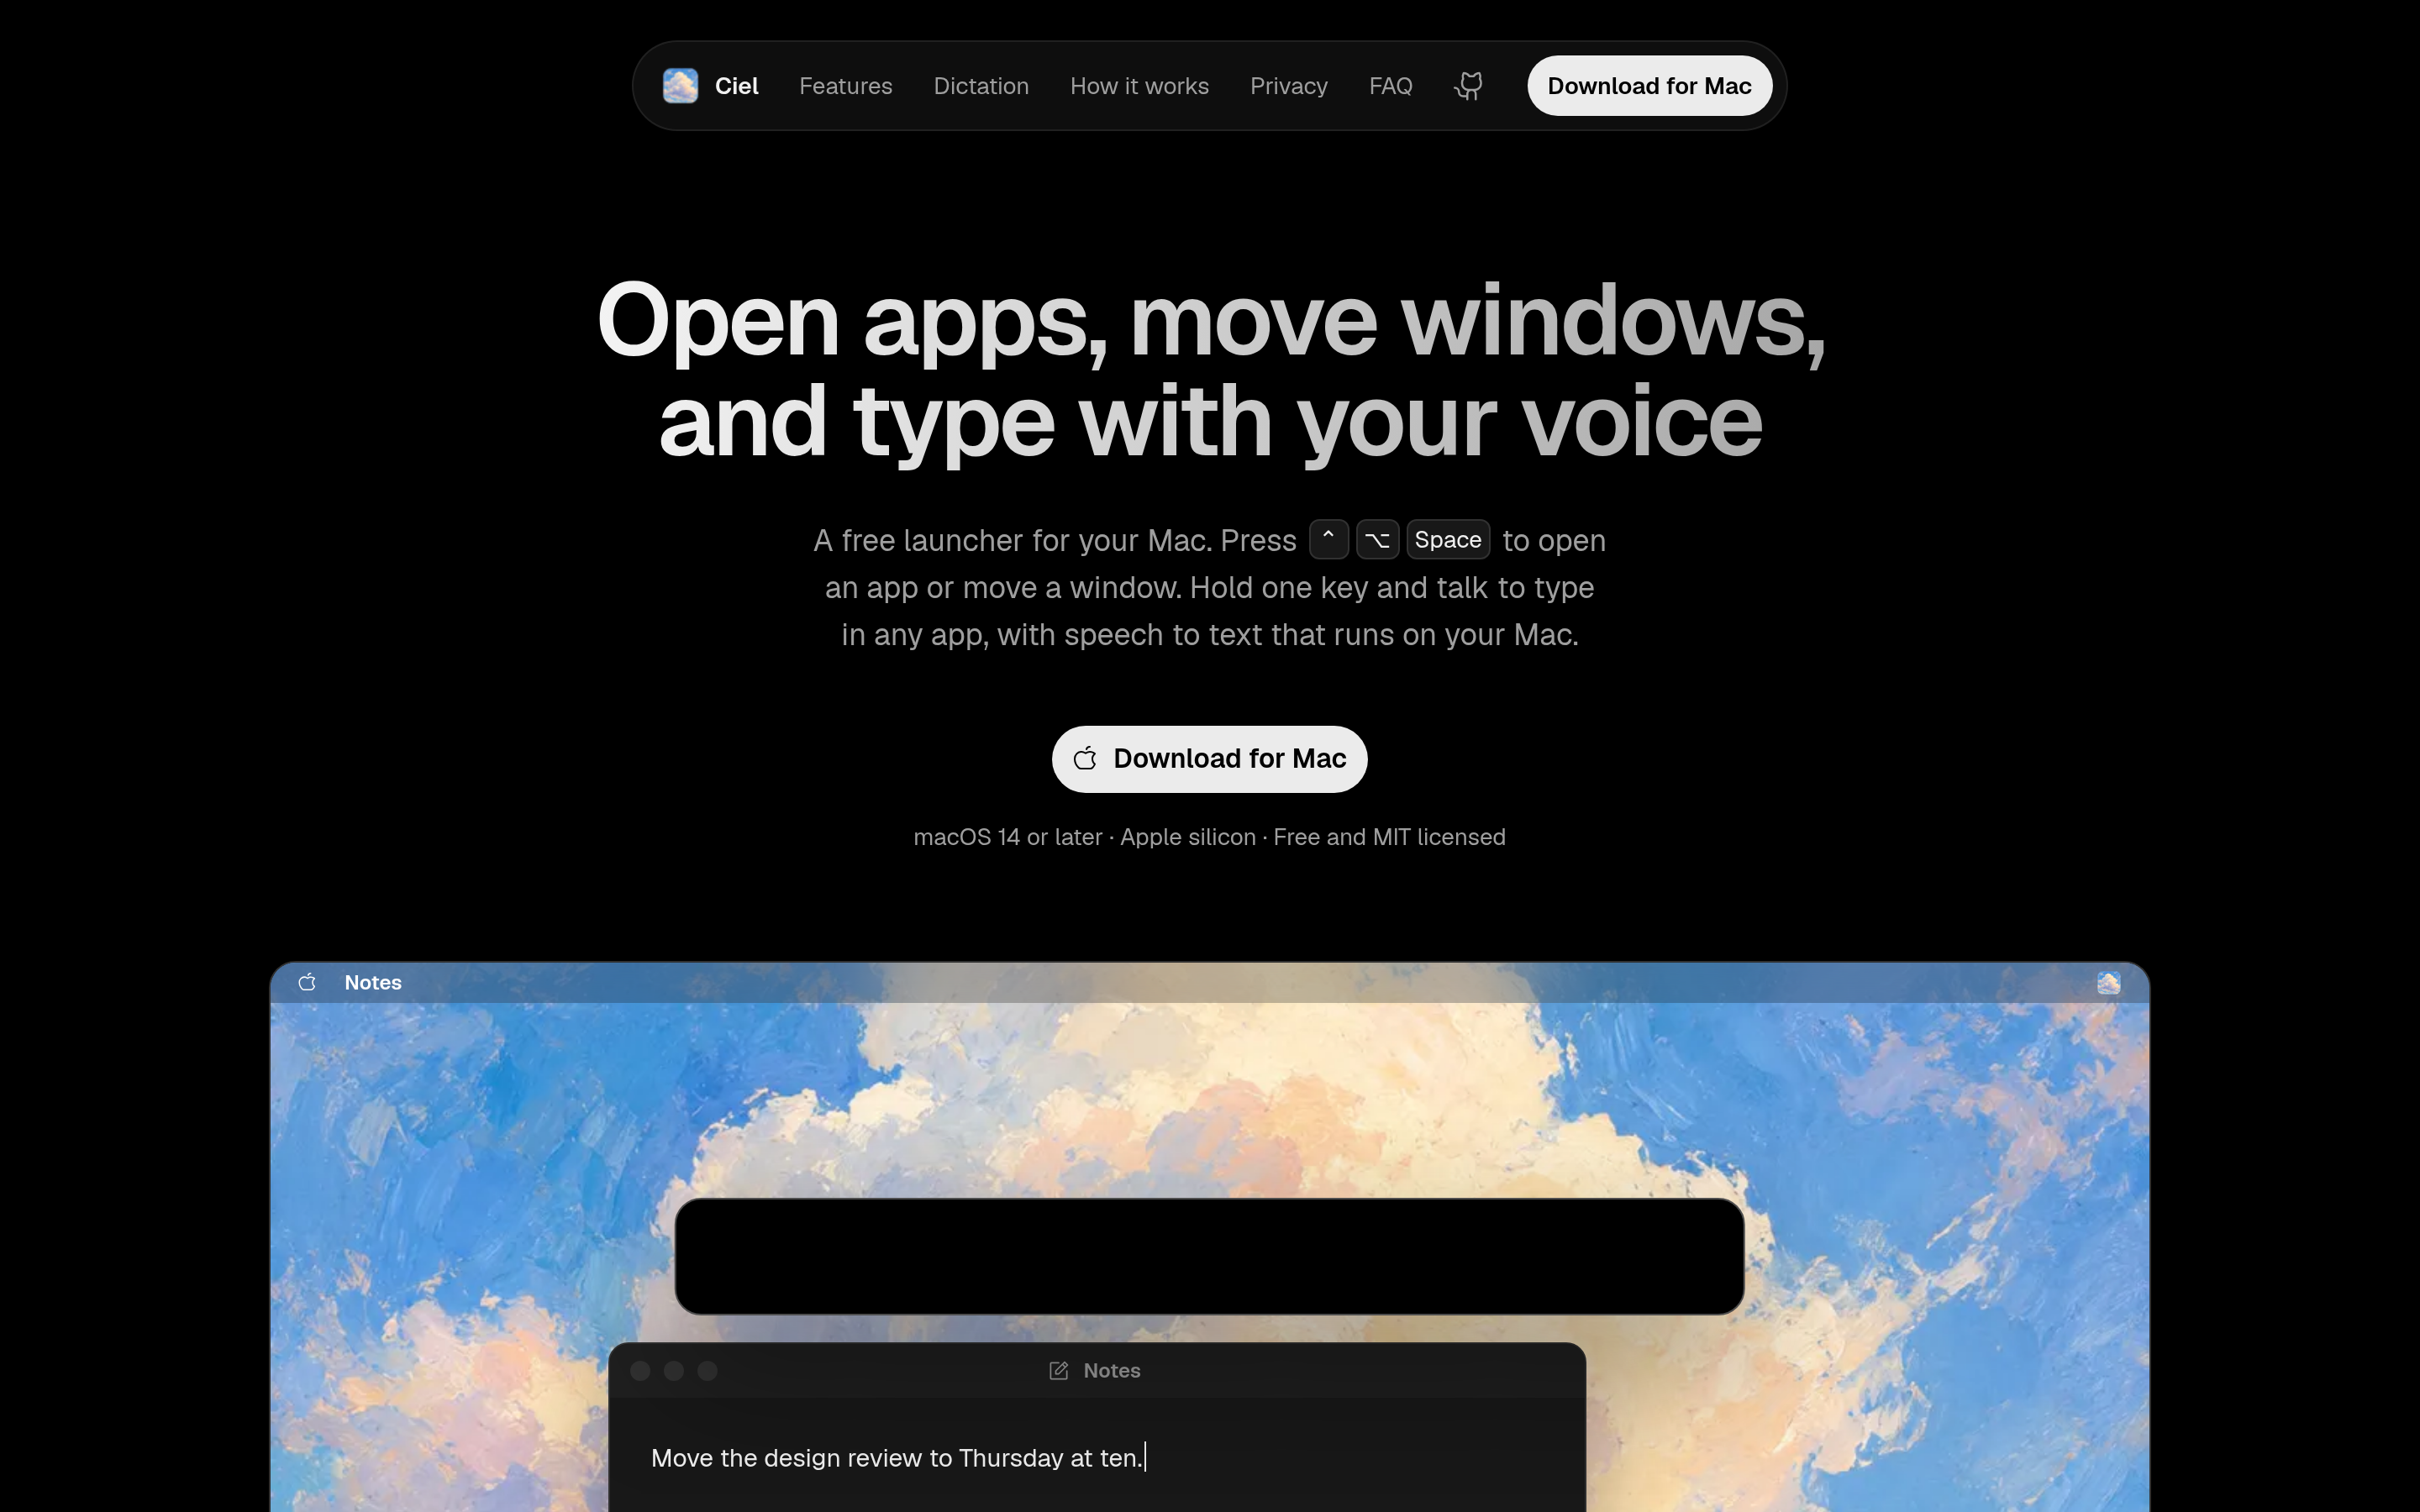 Ciel Features Dictation How it works Privacy FAQ Download for Mac
Open apps, move windows,
and type with your voice
A free launcher for your Mac. Press ⌃ ⌥ Space to open
an app or move a window. Hold one key and talk to type
in any app, with speech to text that runs on your Mac.
Download for Mac
macOS 14 or later · Apple silicon · Free and MIT licensed
Notes
Notes
Move the design review to Thursday at ten.